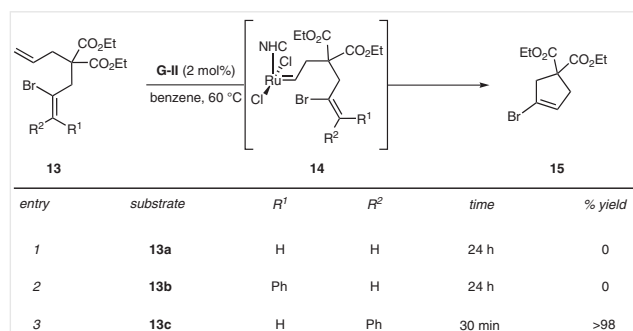 CO2Et
CO2Et
Br
R2
R1
13
G-II (2 mol%)
benzene, 60 °C
NHC
Cl
Ru
Cl
EtO2C
CO2Et
Br
R1
R2
14
EtO2C
CO2Et
Br
15
entry substrate R1 R2 time % yield
1 13a H H 24 h 0
2 13b Ph H 24 h 0
3 13c H Ph 30 min >98